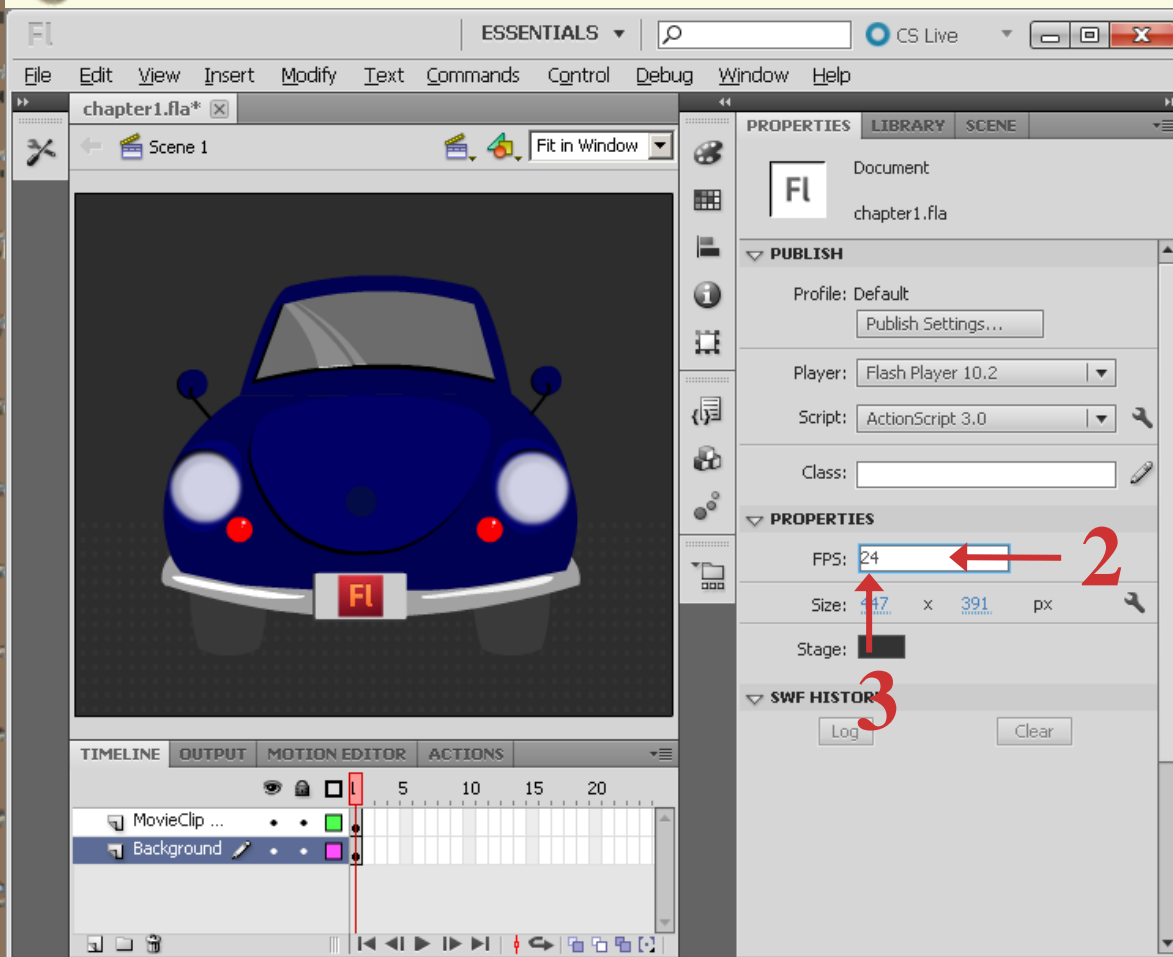 Fl ESSENTIALS CS Live
File Edit View Insert Modify Text Commands Control Debug Window Help
chapter1.fla*
Scene 1 Fit in Window
Fl
PROPERTIES LIBRARY SCENE
Fl Document
chapter1.fla
PUBLISH
Profile: Default
Publish Settings...
Player: Flash Player 10.2
Script: ActionScript 3.0
Class:
PROPERTIES
FPS: 24 2
Size: 447 x 391 px
Stage:
3
SWF HISTOR
Log Clear
TIMELINE OUTPUT MOTION EDITOR ACTIONS
1 5 10 15 20
MovieClip ...
Background